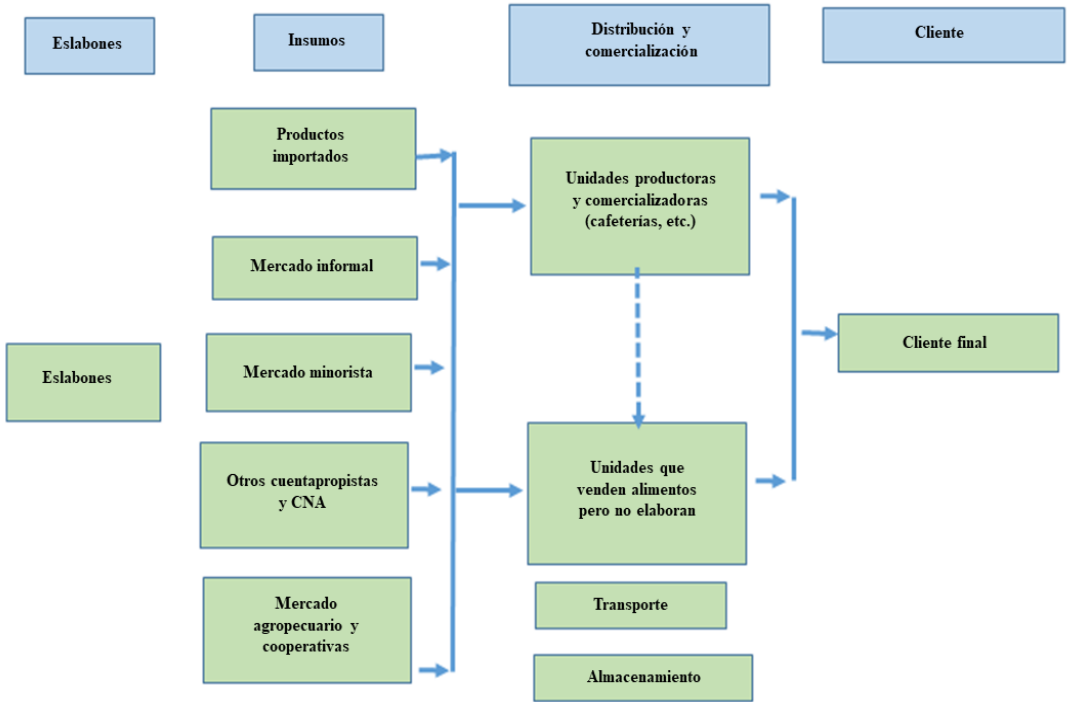 Eslabones
Insumos
Distribución y
comercialización
Cliente
Productos
importados
Mercado informal
Eslabones
Mercado minorista
Otros cuentapropistas
y CNA
Mercado
agropecuario y
cooperativas
Unidades productoras
y comercializadoras
(cafeterías, etc.)
Unidades que
venden alimentos
pero no elaboran
Transporte
Almacenamiento
Cliente final